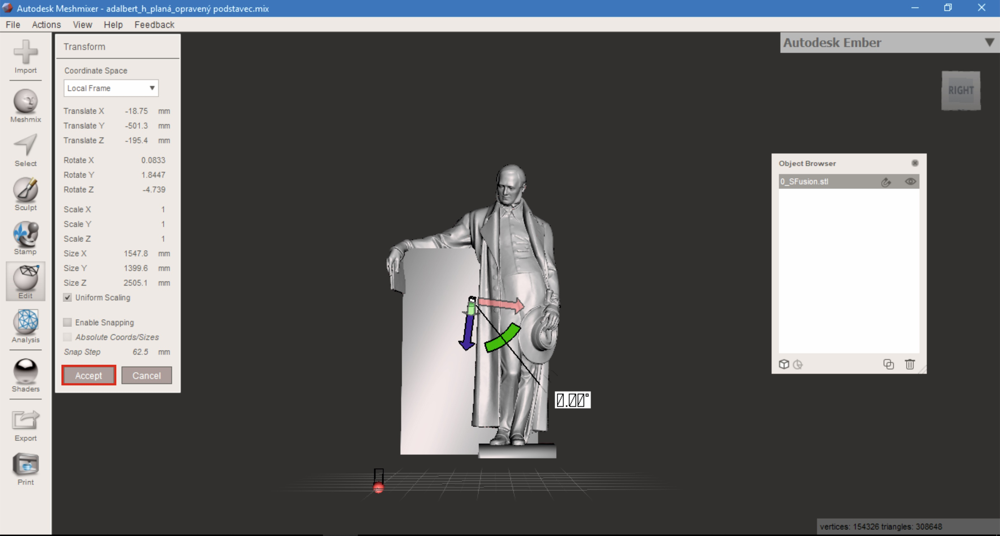 Autodesk Meshmixer - adalbert_h_planá_opravený podstavec.mix
File Actions View Help Feedback
Import
Meshmix
Select
Sculpt
Stamp
Edit
Analysis
Shaders
Export
Print
Transform
Coordinate Space
Local Frame
Translate X -18.75 mm
Translate Y -501.3 mm
Translate Z -195.4 mm
Rotate X 0.0833
Rotate Y 1.8447
Rotate Z -4.739
Scale X 1
Scale Y 1
Scale Z 1
Size X 1547.8 mm
Size Y 1399.6 mm
Size Z 2505.1 mm
Uniform Scaling
Enable Snapping
Absolute Coords/Sizes
Snap Step 62.5 mm
Accept Cancel
0.00°
Autodesk Ember
RIGHT
Object Browser
0_SFusion.stl
vertices: 154326 triangles: 308648